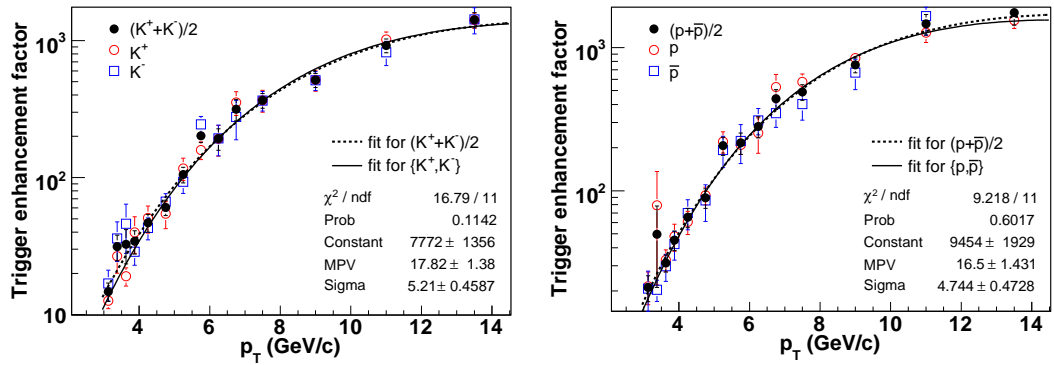 Trigger enhancement factor
10³
10²
10
(K⁺+K⁻)/2
K⁺
K⁻
fit for (K⁺+K⁻)/2
fit for {K⁺,K⁻}
χ² / ndf 16.79 / 11
Prob 0.1142
Constant 7772 ± 1356
MPV 17.82 ± 1.38
Sigma 5.21 ± 0.4587
4 6 8 10 12 14
p_T (GeV/c)
Trigger enhancement factor
10³
10²
(p+p̅)/2
p
p̅
fit for (p+p̅)/2
fit for {p,p̅}
χ² / ndf 9.218 / 11
Prob 0.6017
Constant 9454 ± 1929
MPV 16.5 ± 1.431
Sigma 4.744 ± 0.4728
4 6 8 10 12 14
p_T (GeV/c)